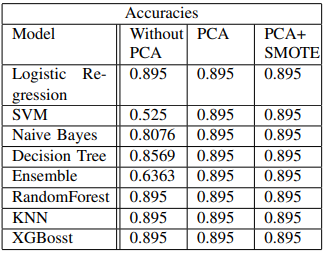 Accuracies
Model Without PCA PCA+
PCA SMOTE
Logistic Re- 0.895 0.895 0.895
gression
SVM 0.525 0.895 0.895
Naive Bayes 0.8076 0.895 0.895
Decision Tree 0.8569 0.895 0.895
Ensemble 0.6363 0.895 0.895
RandomForest 0.895 0.895 0.895
KNN 0.895 0.895 0.895
XGBosst 0.895 0.895 0.895